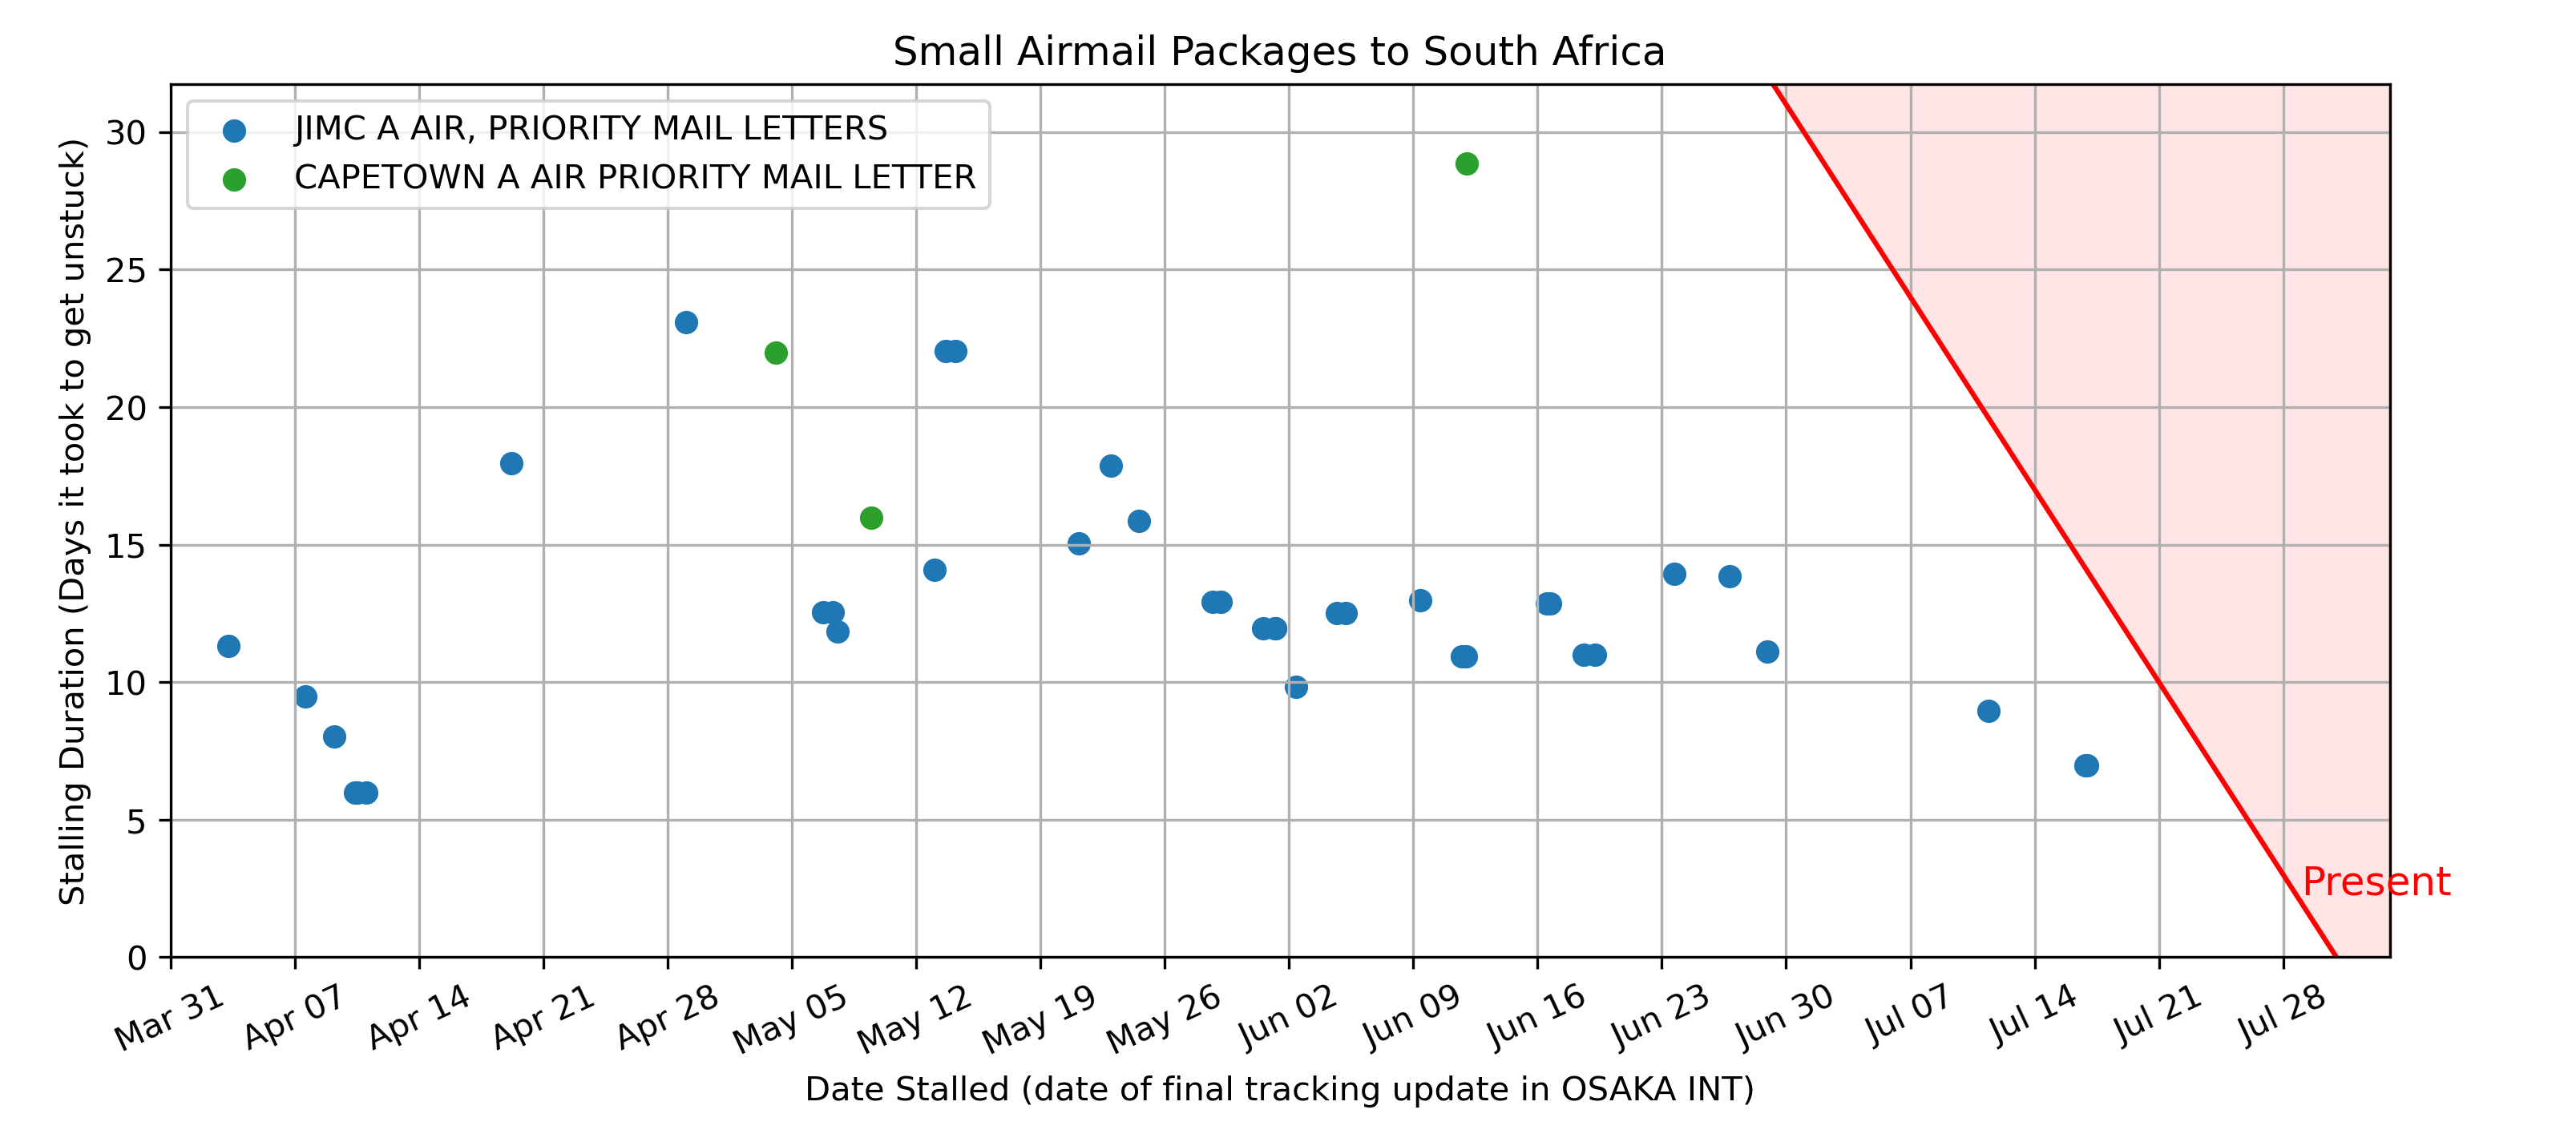 Small Airmail Packages to South Africa
JIMC A AIR, PRIORITY MAIL LETTERS
CAPETOWN A AIR PRIORITY MAIL LETTER
Stalling Duration (Days it took to get unstuck)
30
25
20
15
10
5
0
Present
Mar 31
Apr 07
Apr 14
Apr 21
Apr 28
May 05
May 12
May 19
May 26
Jun 02
Jun 09
Jun 16
Jun 23
Jun 30
Jul 07
Jul 14
Jul 21
Jul 28
Date Stalled (date of final tracking update in OSAKA INT)